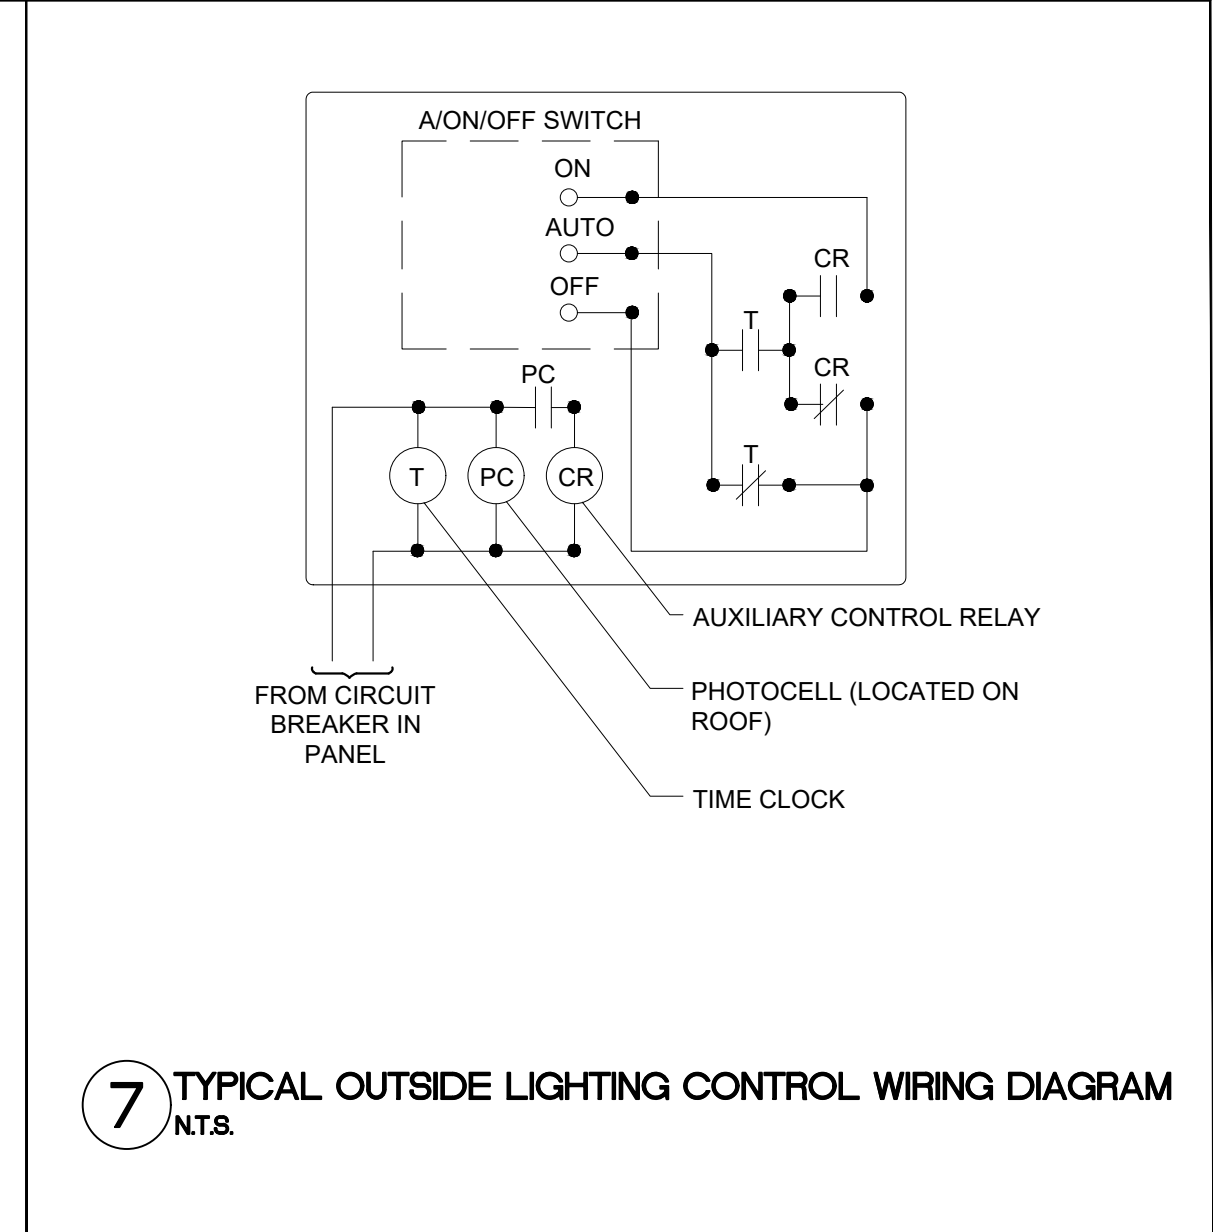 A/ON/OFF SWITCH
ON
AUTO
OFF
CR
T
CR
PC
T
T
PC
CR
AUXILIARY CONTROL RELAY
PHOTOCELL (LOCATED ON
ROOF)
FROM CIRCUIT
BREAKER IN
PANEL
TIME CLOCK
7
TYPICAL OUTSIDE LIGHTING CONTROL WIRING DIAGRAM
N.T.S.